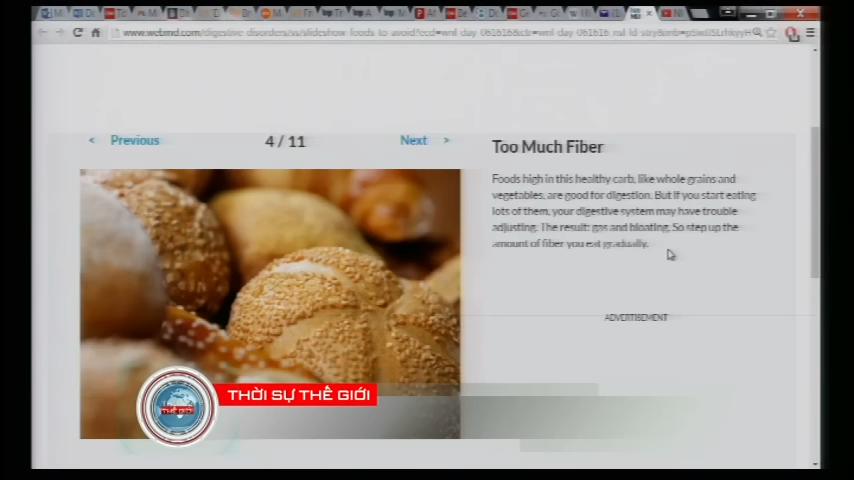 < Previous
4 / 11
Next >
Too Much Fiber
Foods high in this healthy carb, like whole grains and
vegetables, are good for digestion. But if you start eating
lots of them, your digestive system may have trouble
adjusting. The result: gas and bloating. So step up the
amount of fiber you eat gradually.
ADVERTISEMENT
THỜI SỰ THẾ GIỚI
THẾ GIỚI